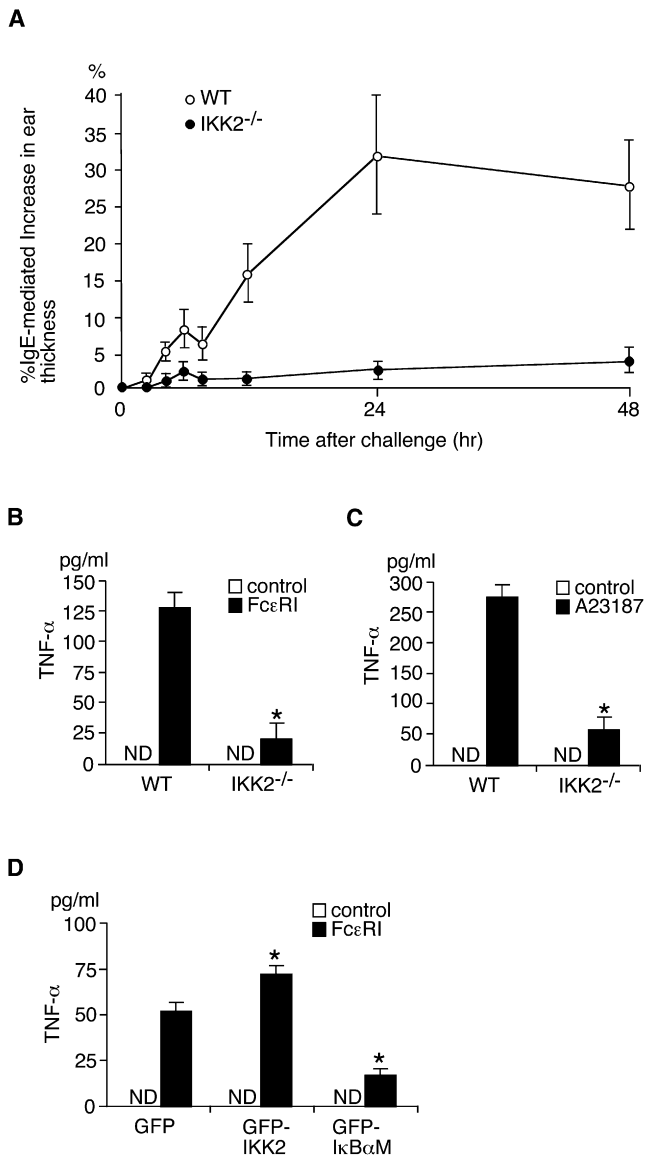 A
%
40
35
30
25
20
15
10
5
0
%IgE-mediated Increase in ear
thickness
WT
IKK2-/-
0 24 48
Time after challenge (hr)
B
pg/ml
150
125
100
75
50
25
0
TNF-α
control
FcεRI
*
ND ND
WT IKK2-/-
C
pg/ml
300
250
200
150
100
50
0
TNF-α
control
A23187
*
ND ND
WT IKK2-/-
D
pg/ml
100
75
50
25
0
TNF-α
control
FcεRI
*
*
ND ND ND
GFP GFP- GFP-
IKK2 IκBαM